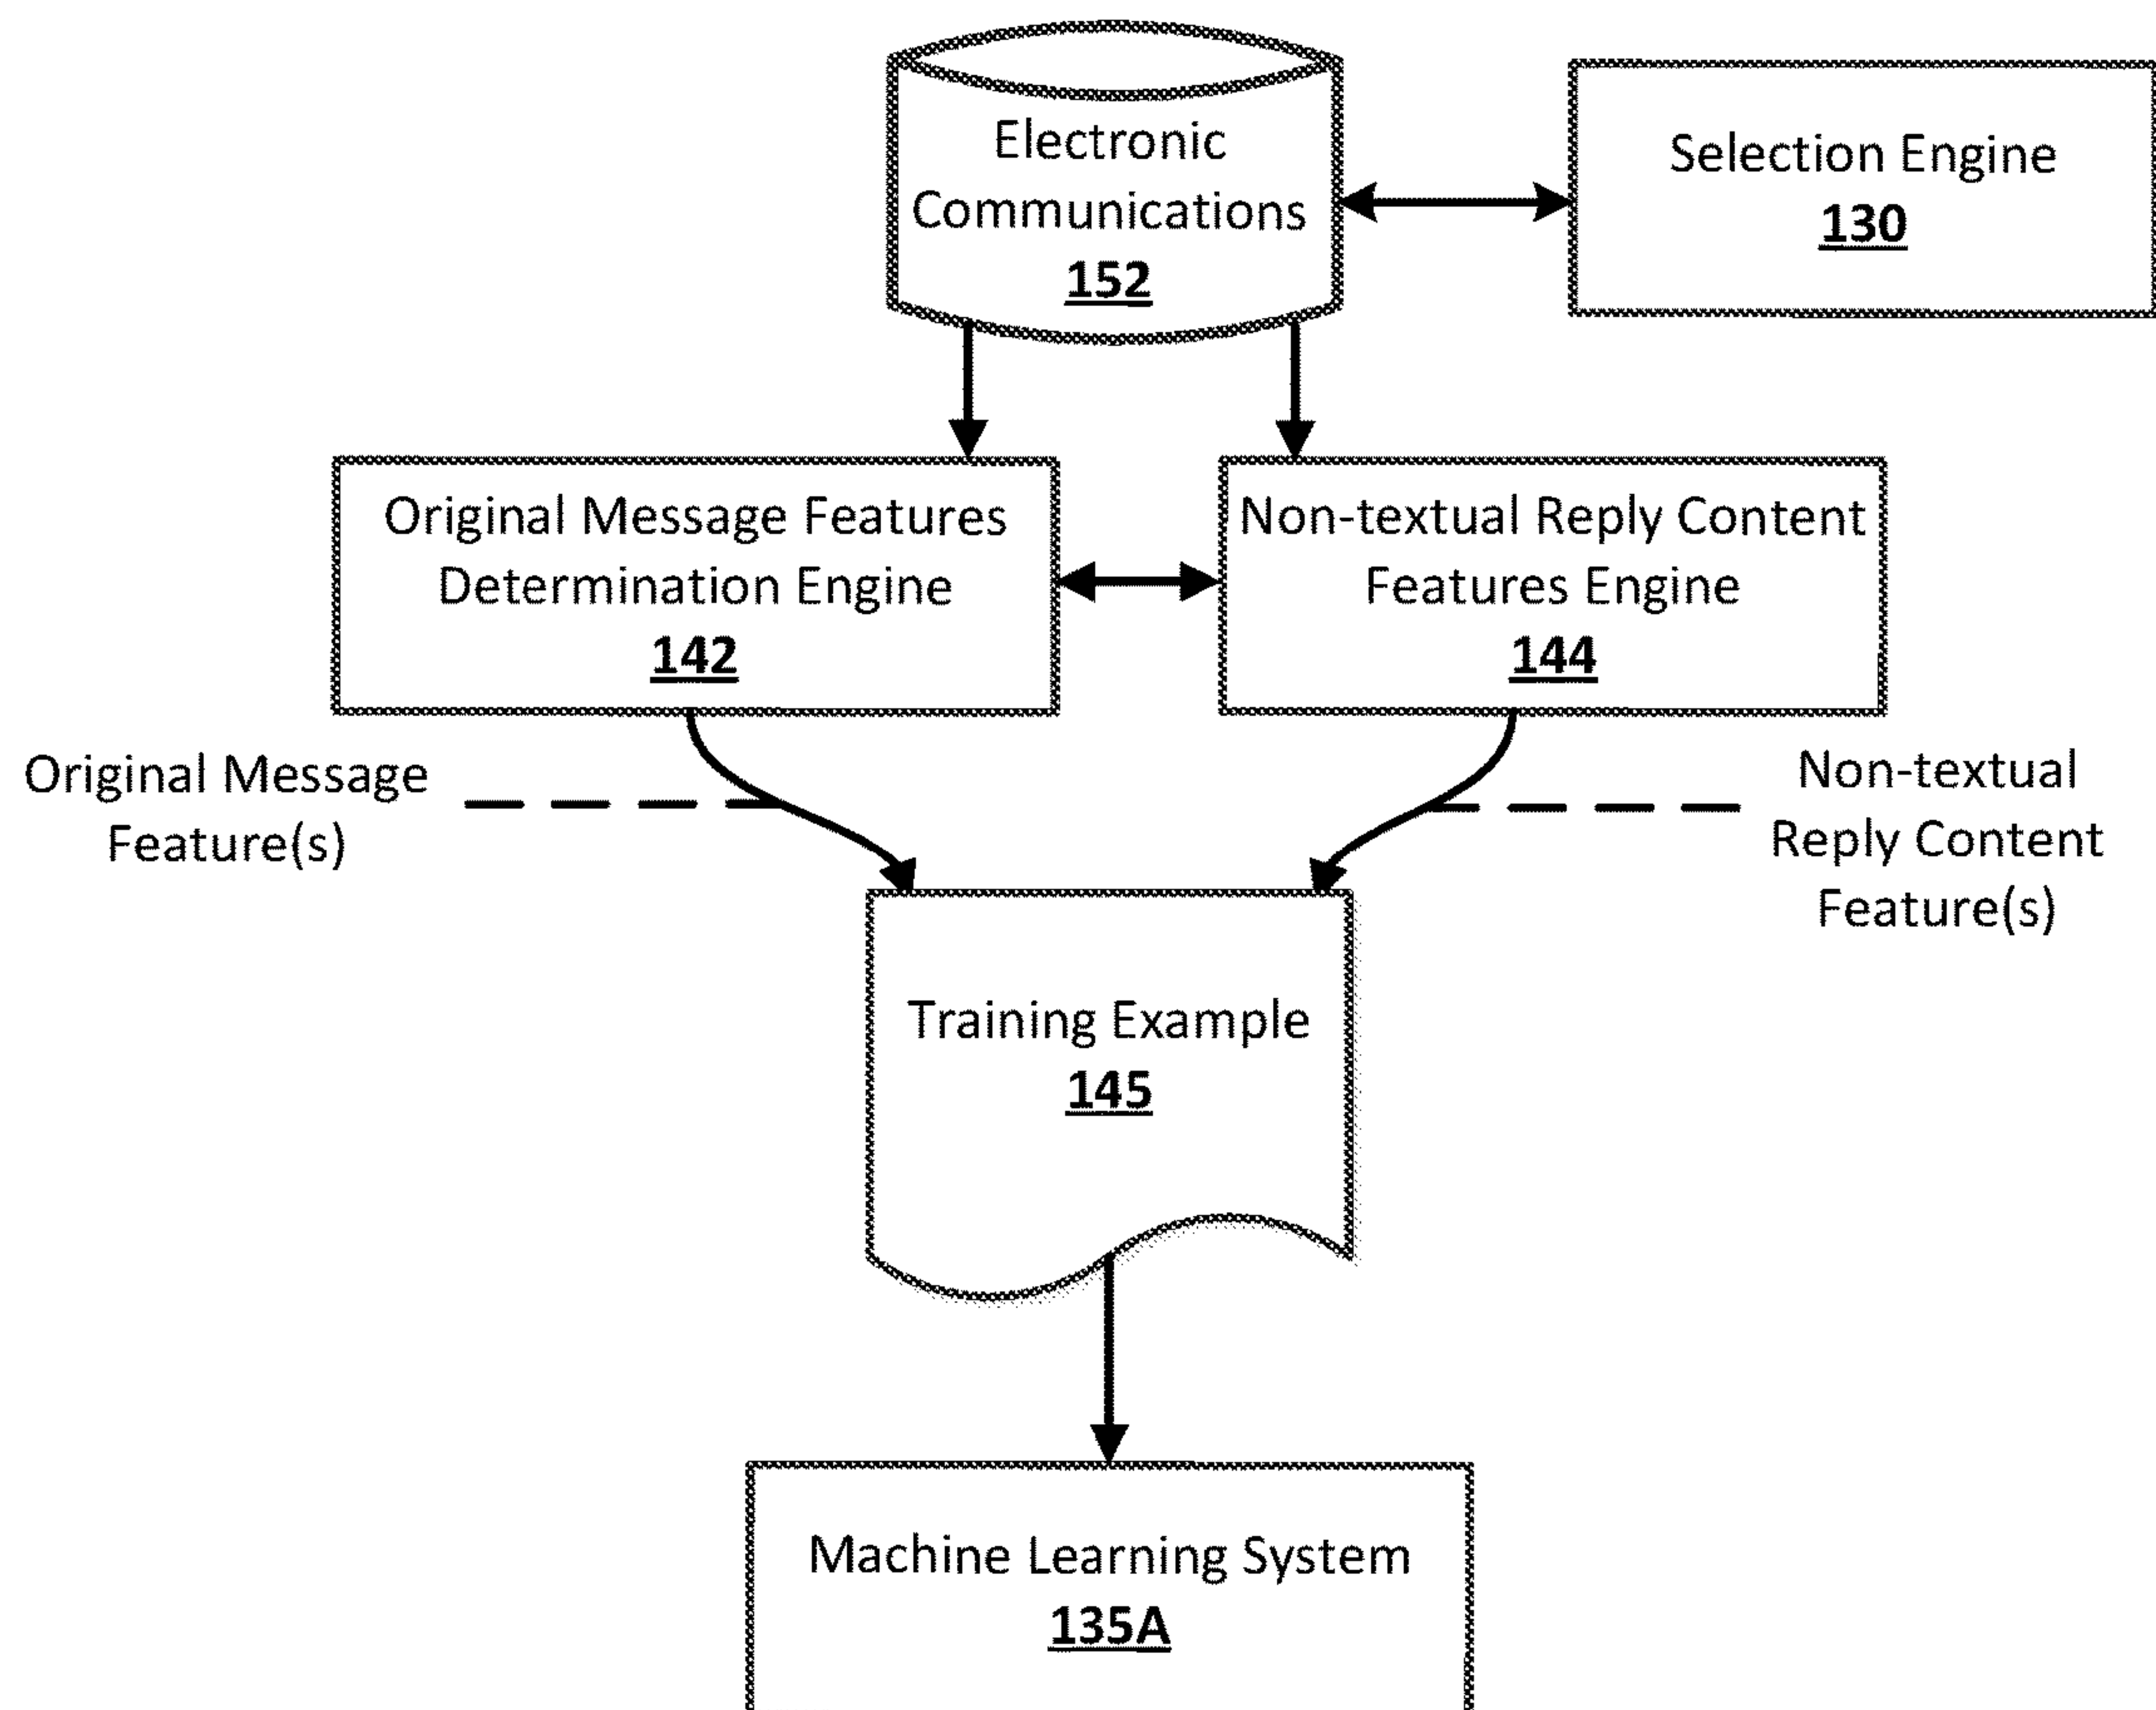 Electronic
Communications
152
Selection Engine
130
Original Message Features
Determination Engine
142
Non-textual Reply Content
Features Engine
144
Original Message
Feature(s)
Non-textual
Reply Content
Feature(s)
Training Example
145
Machine Learning System
135A